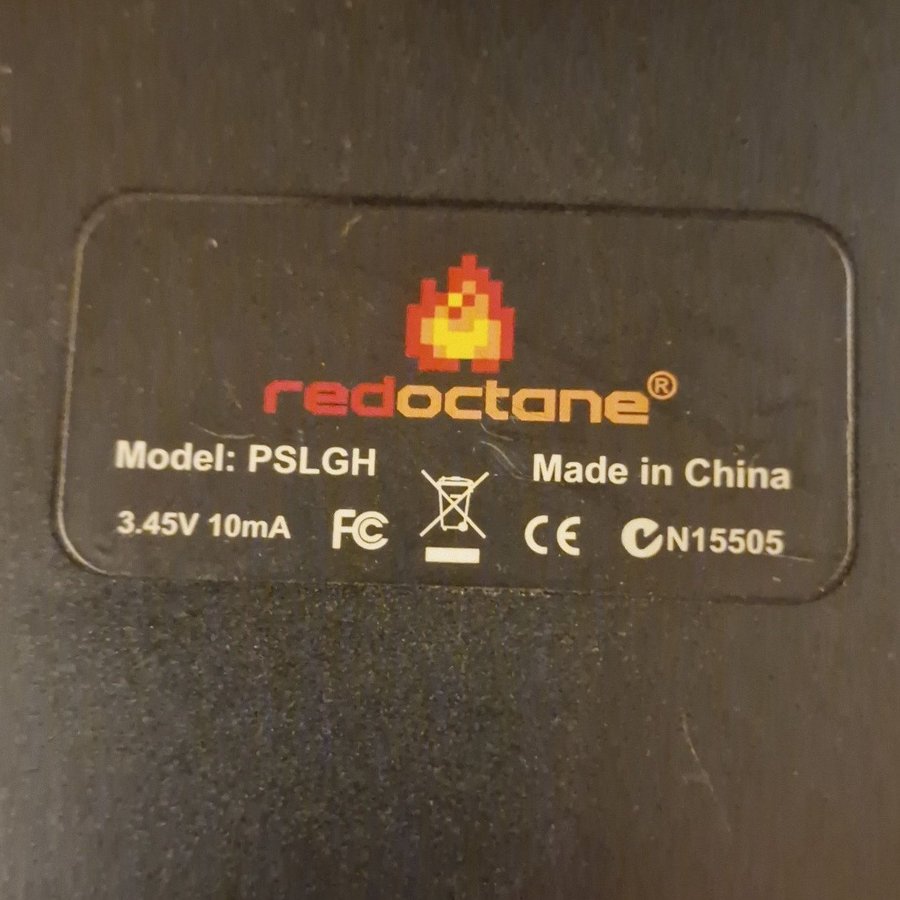 redoctane®
Model: PSLGH
Made in China
3.45V 10mA
FC
CE
N15505